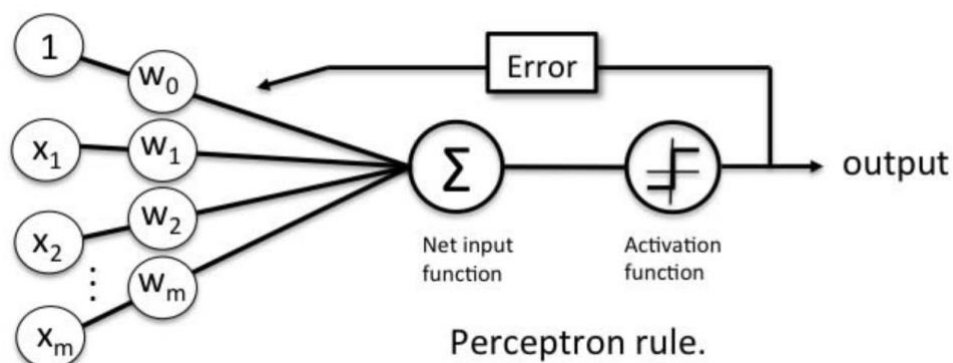 1
w₀
Error
x₁
w₁
Σ
output
x₂
w₂
Net input
function
Activation
function
⋮
wₘ
xₘ
Perceptron rule.